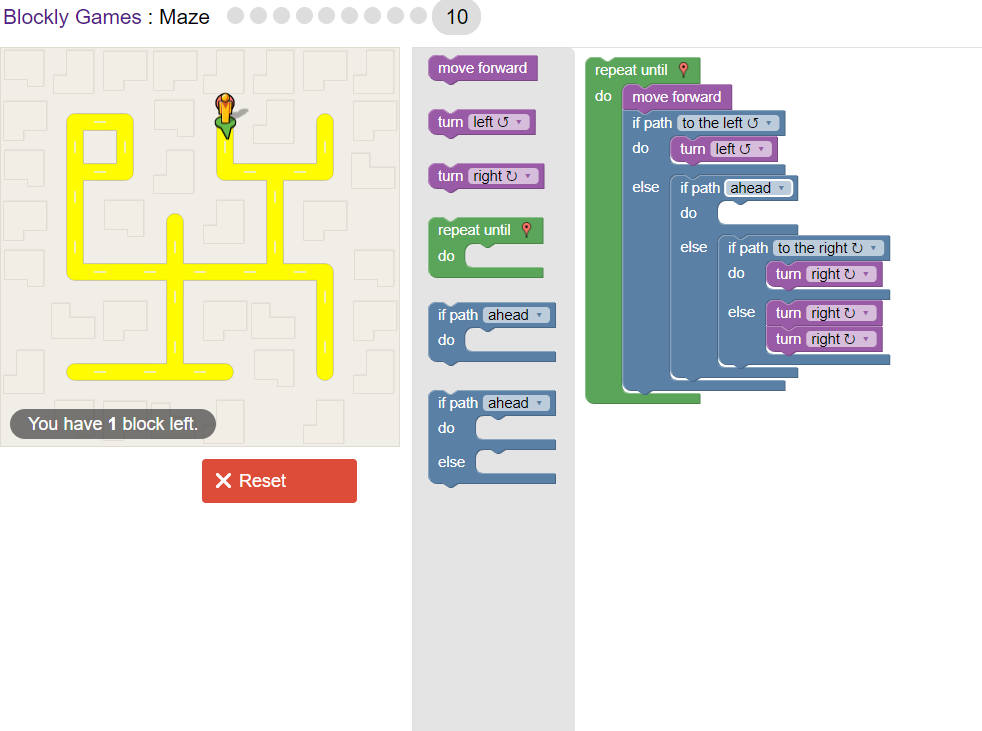 Blockly Games : Maze 10
You have 1 block left.
Reset
move forward
turn left ↺
turn right ↻
repeat until
do
if path ahead
do
if path ahead
do
else
repeat until
do move forward
if path to the left ↺
do turn left ↺
else if path ahead
do
else if path to the right ↻
do turn right ↻
else turn right ↻
turn right ↻